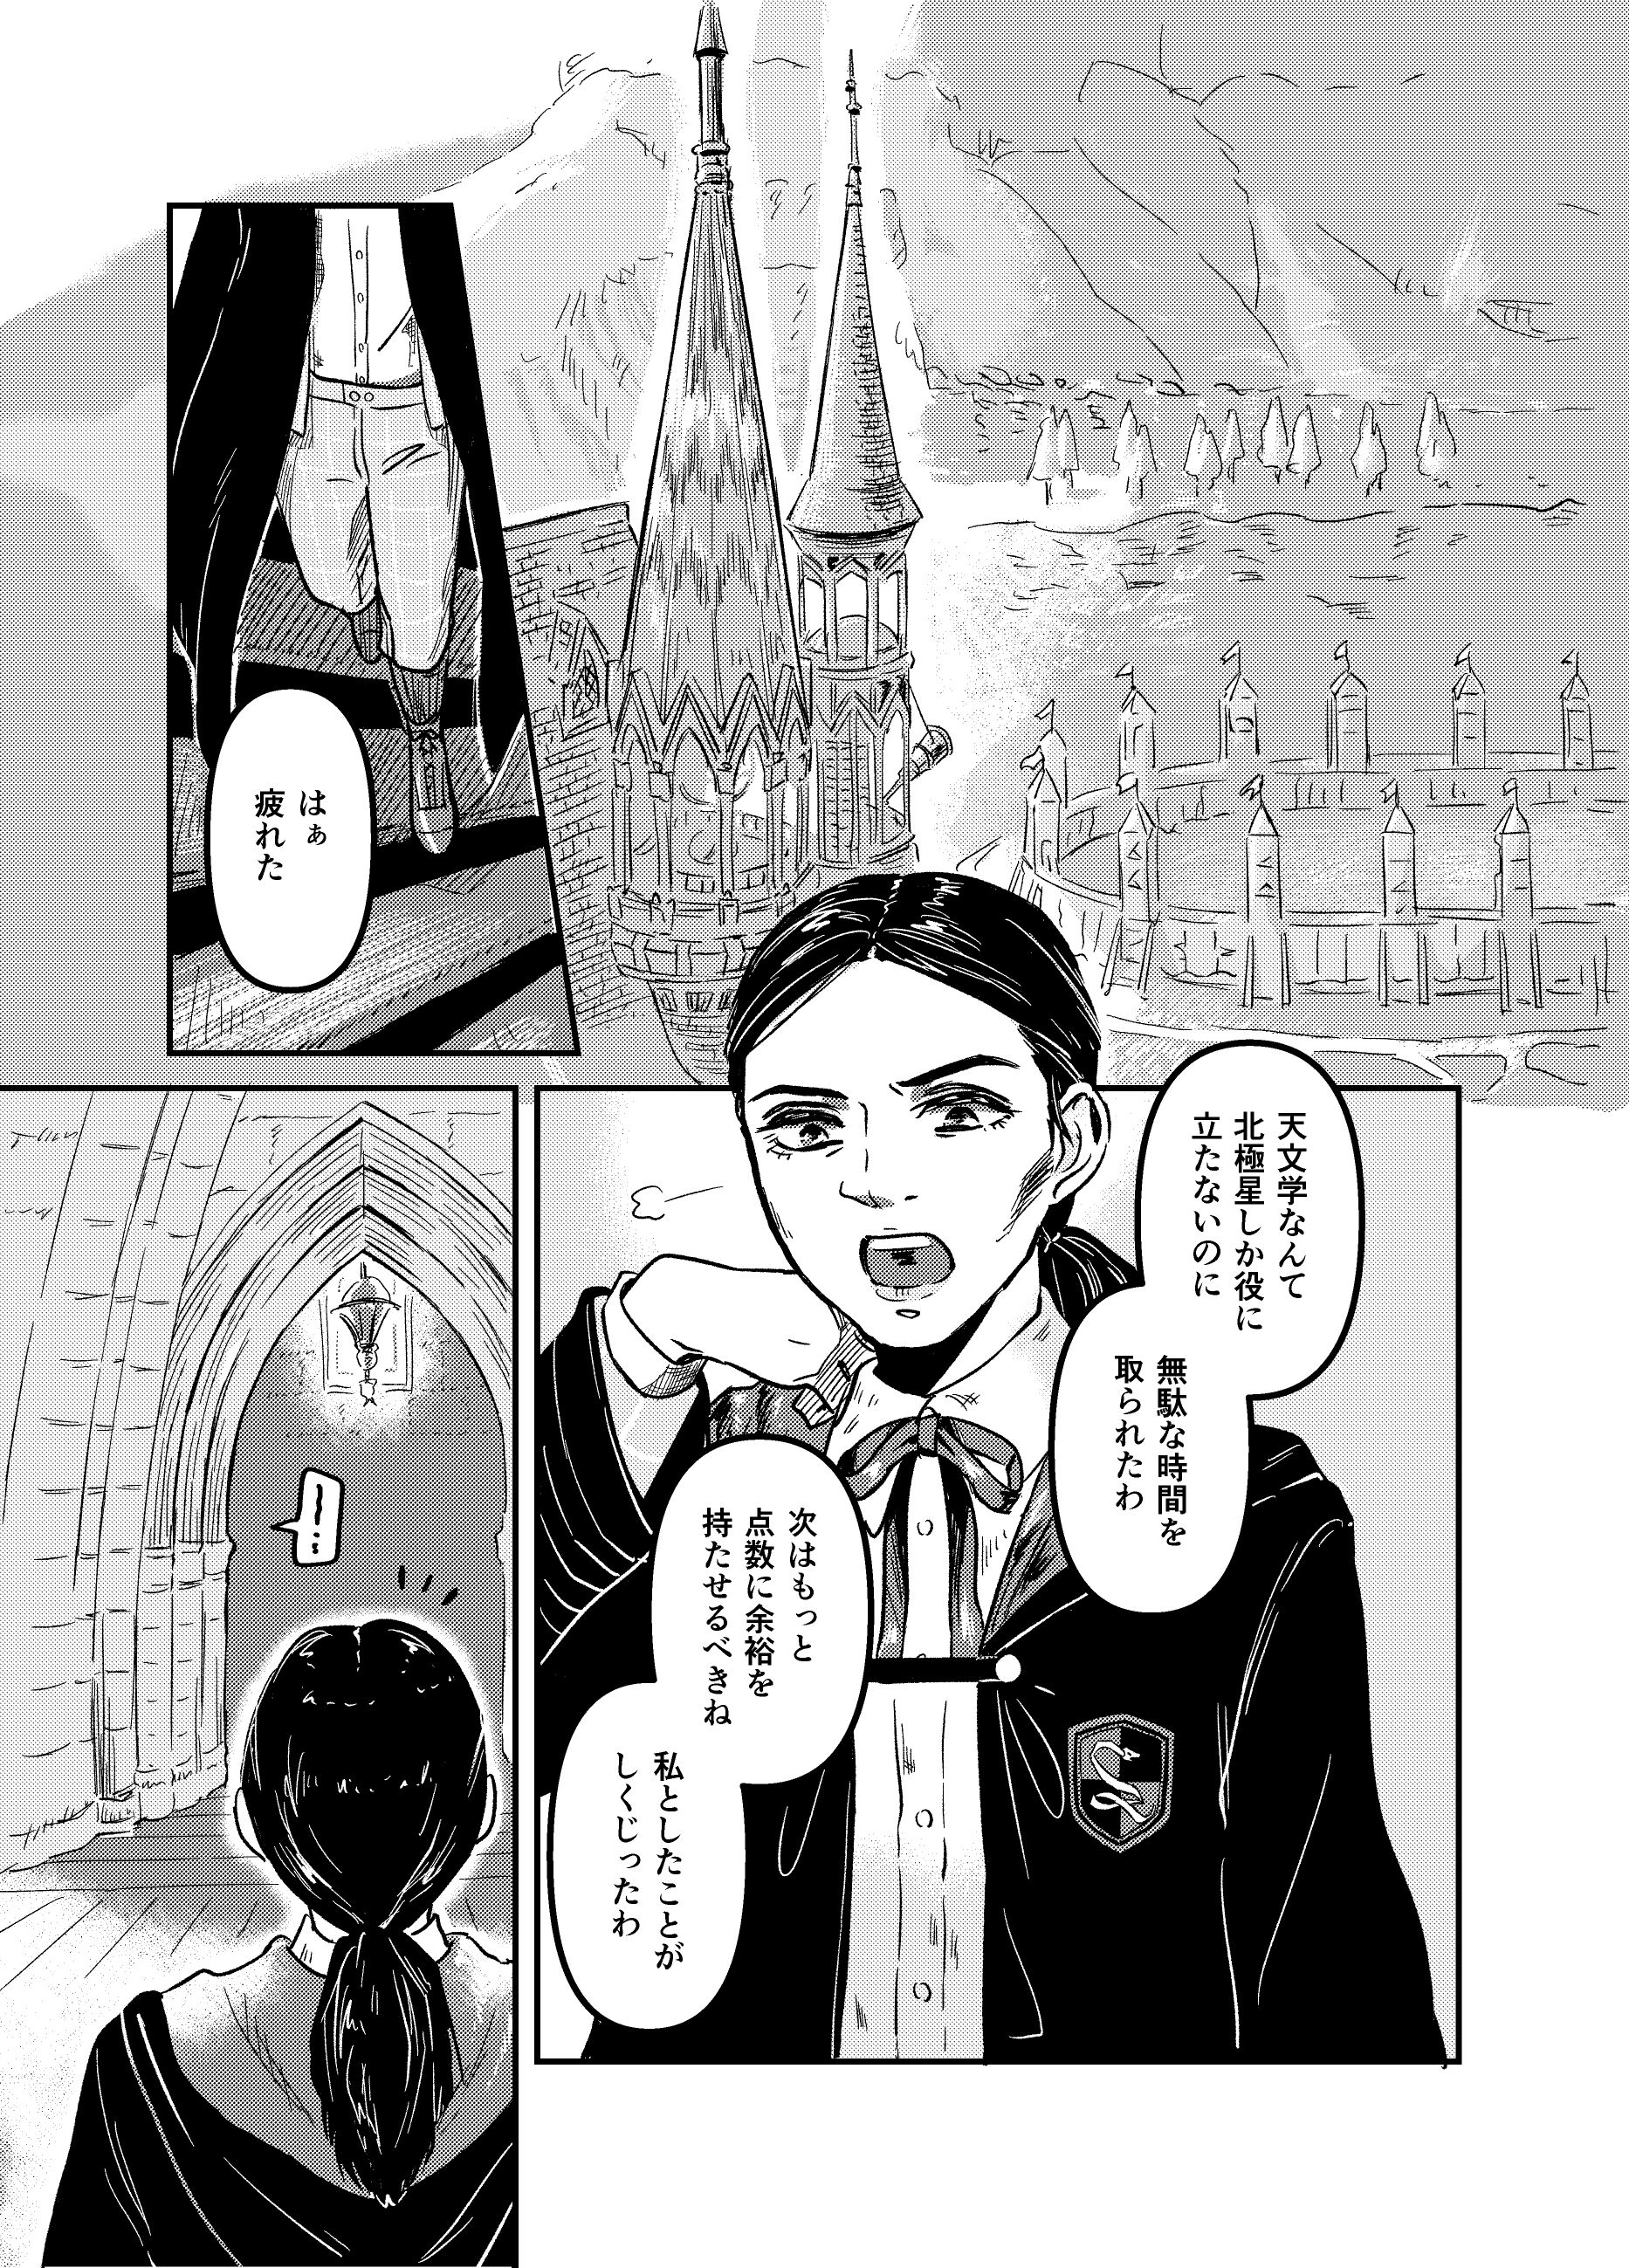 はぁ
疲れた
天文学なんて
北極星しか役に
立たないのに
無駄な時間を
取られたわ
次はもっと
点数に余裕を
持たせるべきね
私としたことが
しくじったわ